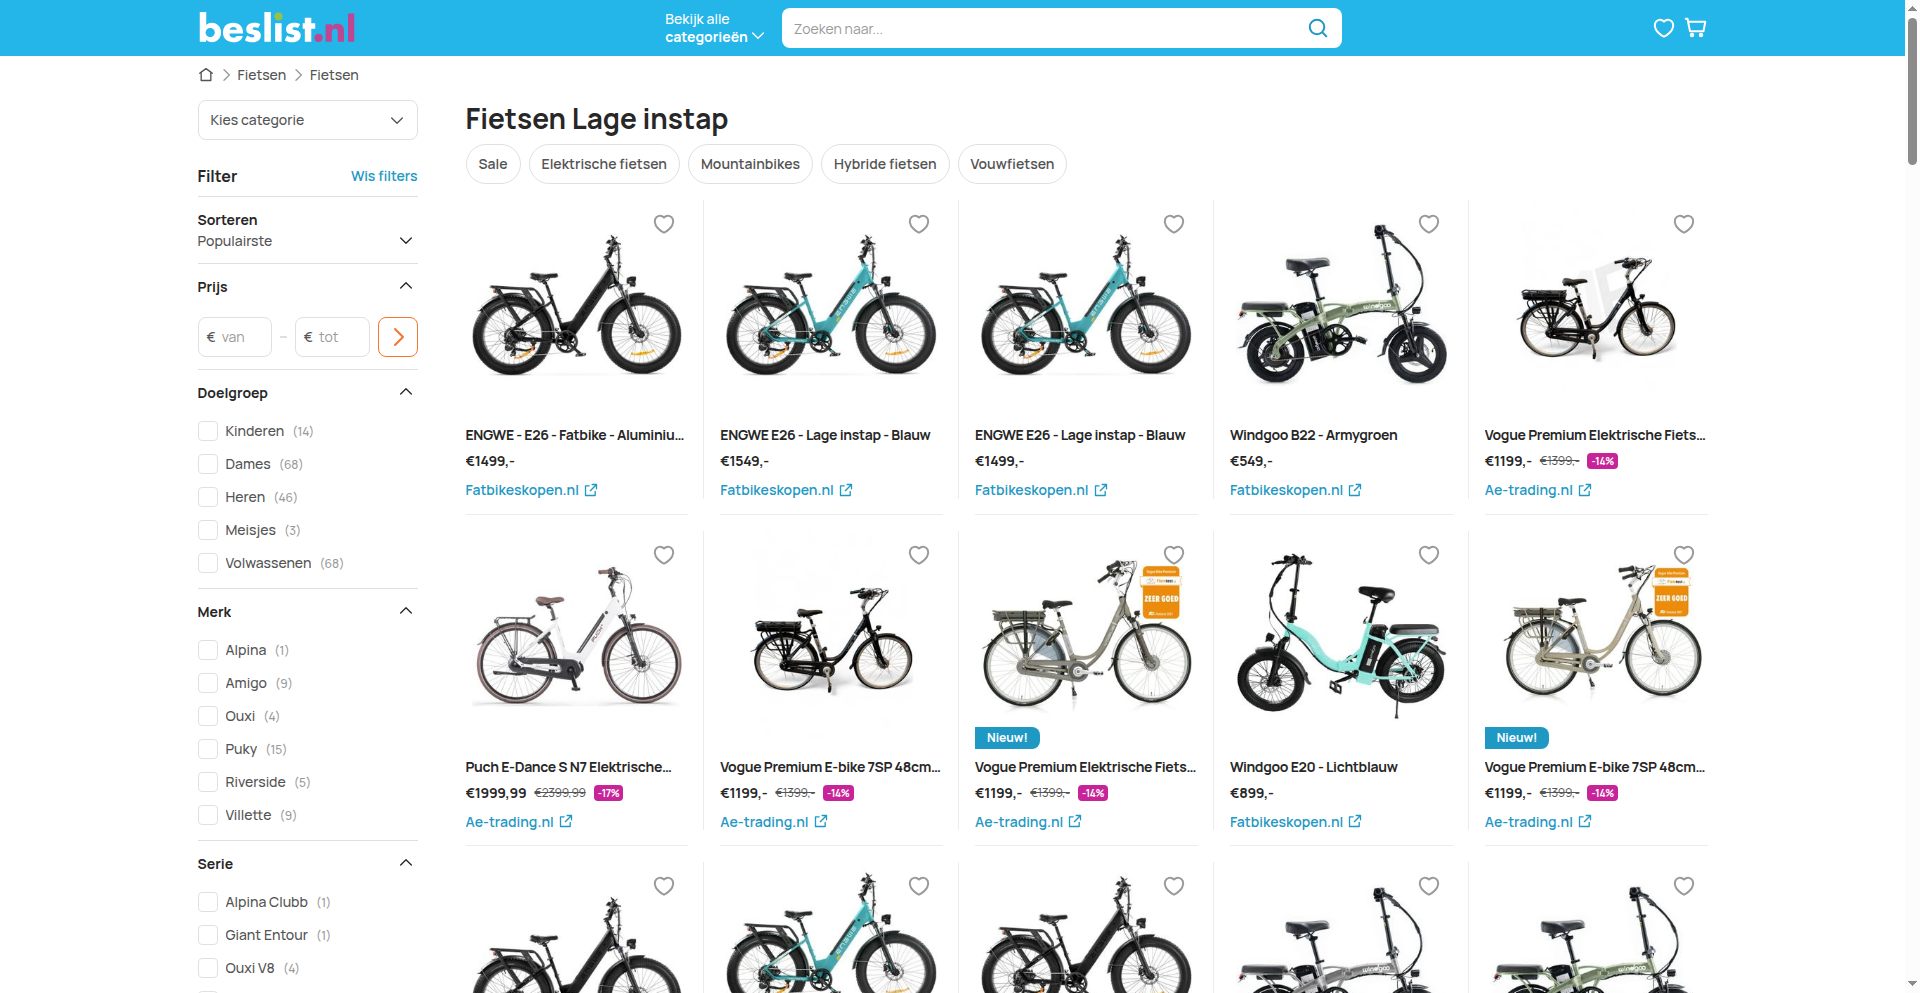 beslist.nl
Bekijk alle
categorieën
Zoeken naar...
Fietsen
Fietsen
Kies categorie
Filter
Wis filters
Sorteren
Populairste
Prijs
€ van
–
€ tot
Doelgroep
Kinderen (14)
Dames (68)
Heren (46)
Meisjes (3)
Volwassenen (68)
Merk
Alpina (1)
Amigo (9)
Ouxi (4)
Puky (15)
Riverside (5)
Villette (9)
Serie
Alpina Clubb (1)
Giant Entour (1)
Ouxi V8 (4)
Fietsen Lage instap
Sale
Elektrische fietsen
Mountainbikes
Hybride fietsen
Vouwfietsen
ENGWE - E26 - Fatbike - Aluminiu...
€1499,-
Fatbikeskopen.nl
ENGWE E26 - Lage instap - Blauw
€1549,-
Fatbikeskopen.nl
ENGWE E26 - Lage instap - Blauw
€1499,-
Fatbikeskopen.nl
Windgoo B22 - Armygroen
€549,-
Fatbikeskopen.nl
Vogue Premium Elektrische Fiets...
€1199,- €1399,- -14%
Ae-trading.nl
Puch E-Dance S N7 Elektrische...
€1999,99 €2399,99 -17%
Ae-trading.nl
Vogue Premium E-bike 7SP 48cm...
€1199,- €1399,- -14%
Ae-trading.nl
ZEER GOED
Nieuw!
Vogue Premium Elektrische Fiets...
€1199,- €1399,- -14%
Ae-trading.nl
Windgoo E20 - Lichtblauw
€899,-
Fatbikeskopen.nl
ZEER GOED
Nieuw!
Vogue Premium E-bike 7SP 48cm...
€1199,- €1399,- -14%
Ae-trading.nl